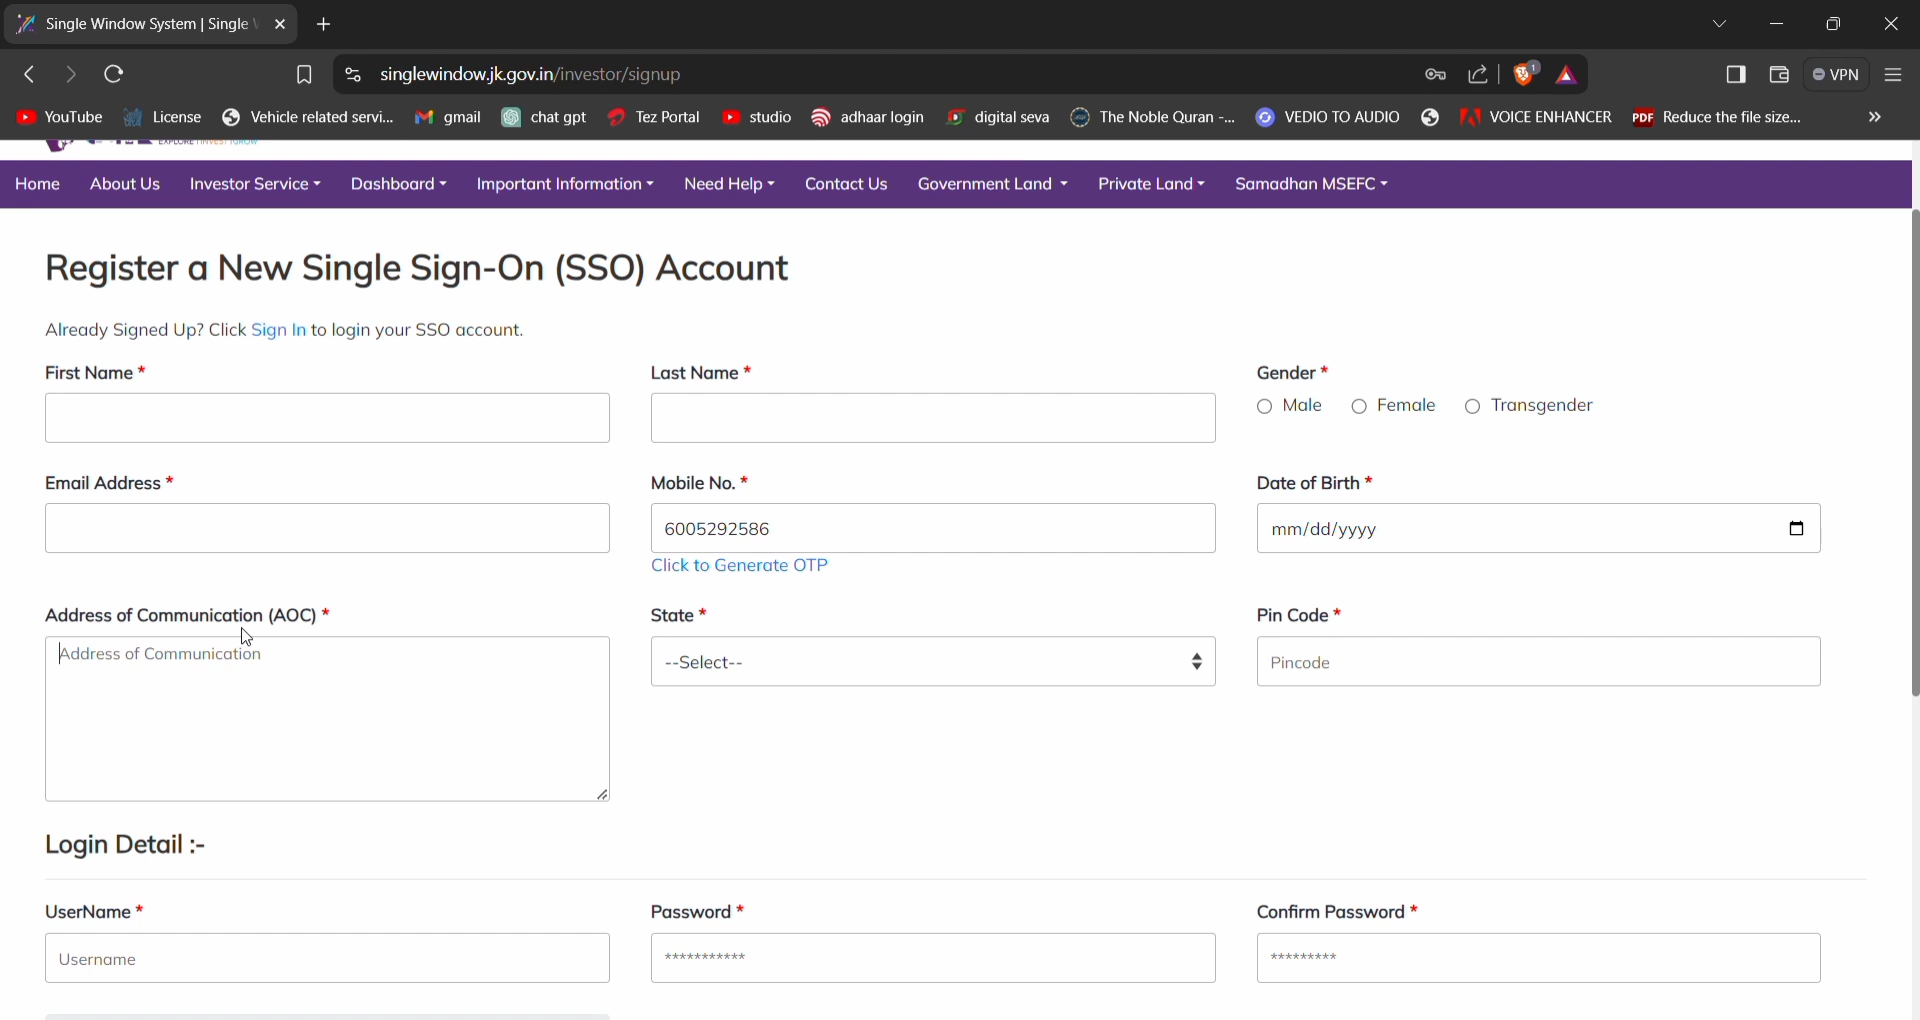 Single Window System | Single
singlewindow.jk.gov.in/investor/signup
1
VPN
YouTube License Vehicle related servi... gmail chat gpt Tez Portal studio adhaar login digital seva The Noble Quran -... VEDIO TO AUDIO VOICE ENHANCER PDF Reduce the file size... »
Home About Us Investor Service Dashboard Important Information Need Help Contact Us Government Land Private Land Samadhan MSEFC
Register a New Single Sign-On (SSO) Account
Already Signed Up? Click Sign In to login your SSO account.
First Name * Last Name * Gender *
Male Female Transgender
Email Address * Mobile No. * Date of Birth *
6005292586 mm/dd/yyyy
Click to Generate OTP
Address of Communication (AOC) * State * Pin Code *
Address of Communication --Select-- Pincode
Login Detail :-
UserName * Password * Confirm Password *
Username *********** *********